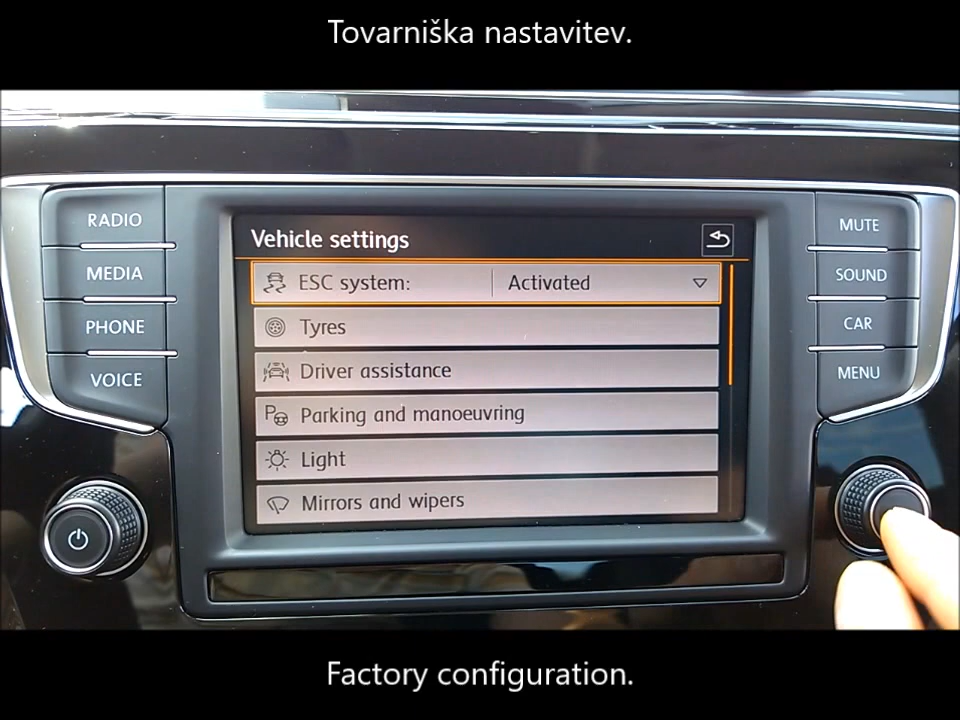 Tovarniška nastavitev.
RADIO
MEDIA
PHONE
VOICE
Vehicle settings
ESC system: Activated
Tyres
Driver assistance
Parking and manoeuvring
Light
Mirrors and wipers
MUTE
SOUND
CAR
MENU
Factory configuration.